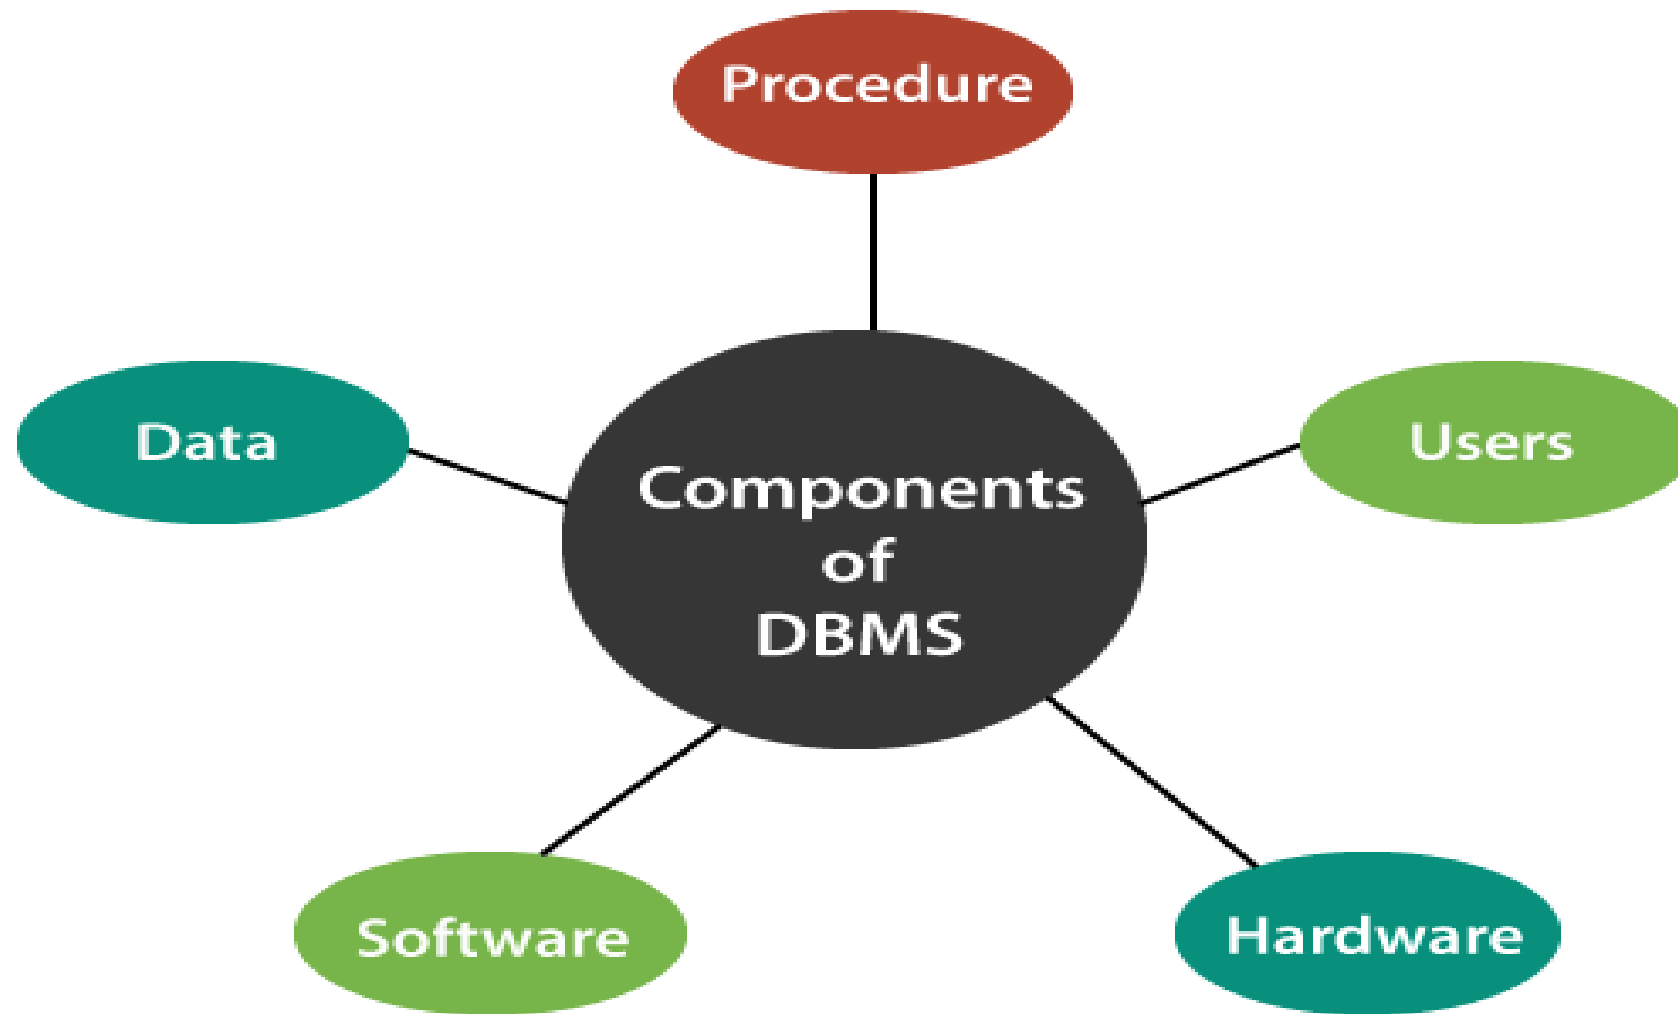 Procedure
Data
Users
Components
of
DBMS
Software
Hardware